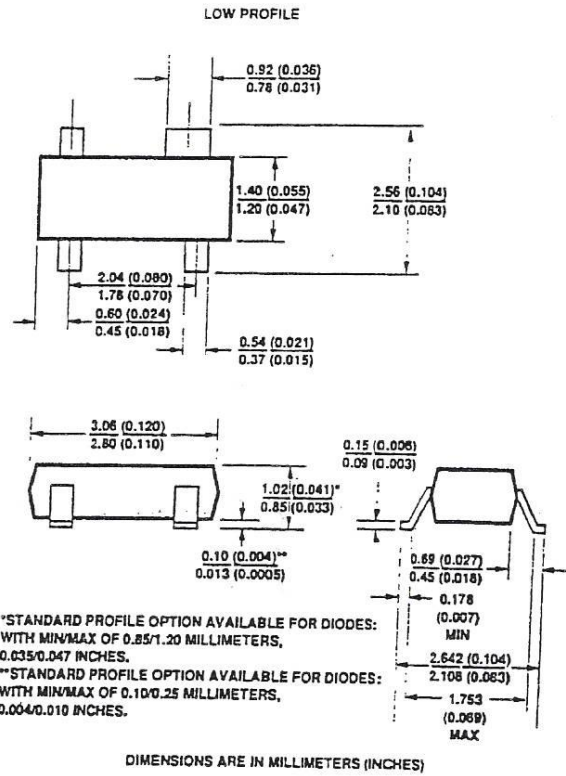 LOW PROFILE
0.92 (0.036)
0.78 (0.031)
1.40 (0.055)
1.20 (0.047)
2.56 (0.104)
2.10 (0.083)
2.04 (0.080)
1.78 (0.070)
0.60 (0.024)
0.45 (0.018)
0.54 (0.021)
0.37 (0.015)
3.06 (0.120)
2.80 (0.110)
1.02 (0.041)*
0.85 (0.033)
0.10 (0.004)**
0.013 (0.0005)
0.15 (0.006)
0.09 (0.003)
0.69 (0.027)
0.45 (0.018)
0.178
(0.007)
MIN
2.642 (0.104)
2.108 (0.083)
1.753
(0.069)
MAX
*STANDARD PROFILE OPTION AVAILABLE FOR DIODES:
WITH MIN/MAX OF 0.85/1.20 MILLIMETERS,
0.035/0.047 INCHES.
**STANDARD PROFILE OPTION AVAILABLE FOR DIODES:
WITH MIN/MAX OF 0.10/0.25 MILLIMETERS,
0.004/0.010 INCHES.
DIMENSIONS ARE IN MILLIMETERS (INCHES)